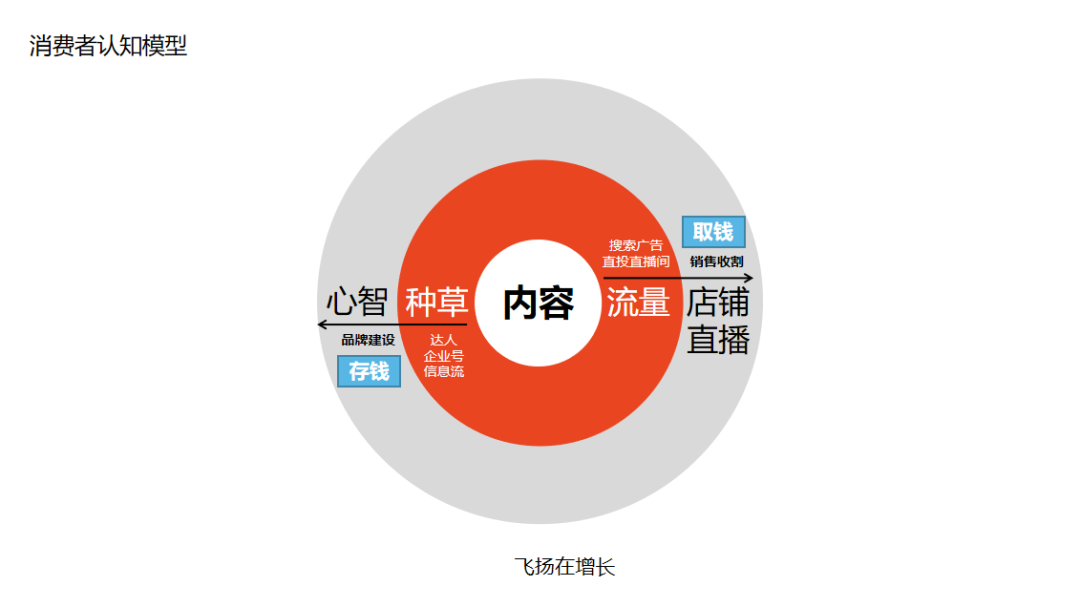 消费者认知模型
取钱
搜索广告
直投直播间
销售收割
心智
种草
内容
流量
店铺
直播
品牌建设
达人
企业号
信息流
存钱
飞扬在增长